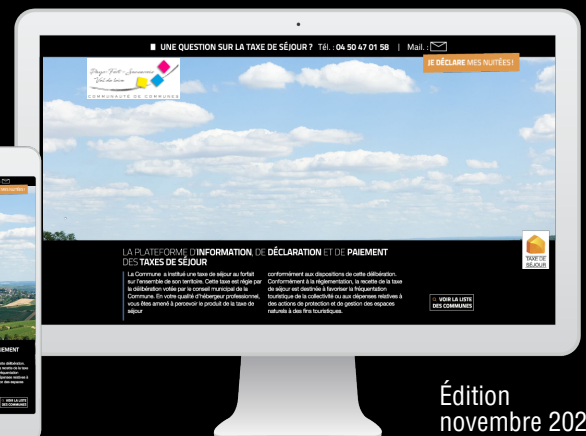 UNE QUESTION SUR LA TAXE DE SÉJOUR ? Tél. : 04 50 47 01 58 | Mail. :
JE DÉCLARE MES NUITÉES !
COMMUNAUTÉ DE COMMUNES
LA PLATEFORME D'INFORMATION, DE DÉCLARATION ET DE PAIEMENT
DES TAXES DE SÉJOUR
La Commune a institué une taxe de séjour au forfait
sur l'ensemble de son territoire. Cette taxe est régie par
la délibération votée par le conseil municipal de la
Commune. En votre qualité d'hébergeur professionnel,
vous êtes amené à percevoir le produit de la taxe de
séjour
conformément aux dispositions de cette délibération.
Conformément à la réglementation, la recette de la taxe
de séjour est destinée à favoriser la fréquentation
touristique de la collectivité ou aux dépenses relatives à
des actions de protection et de gestion des espaces
naturels à des fins touristiques.
TAXE DE
SÉJOUR
VOIR LA LISTE
DES COMMUNES
VOIR LA LISTE
DES COMMUNES
Édition
novembre 202